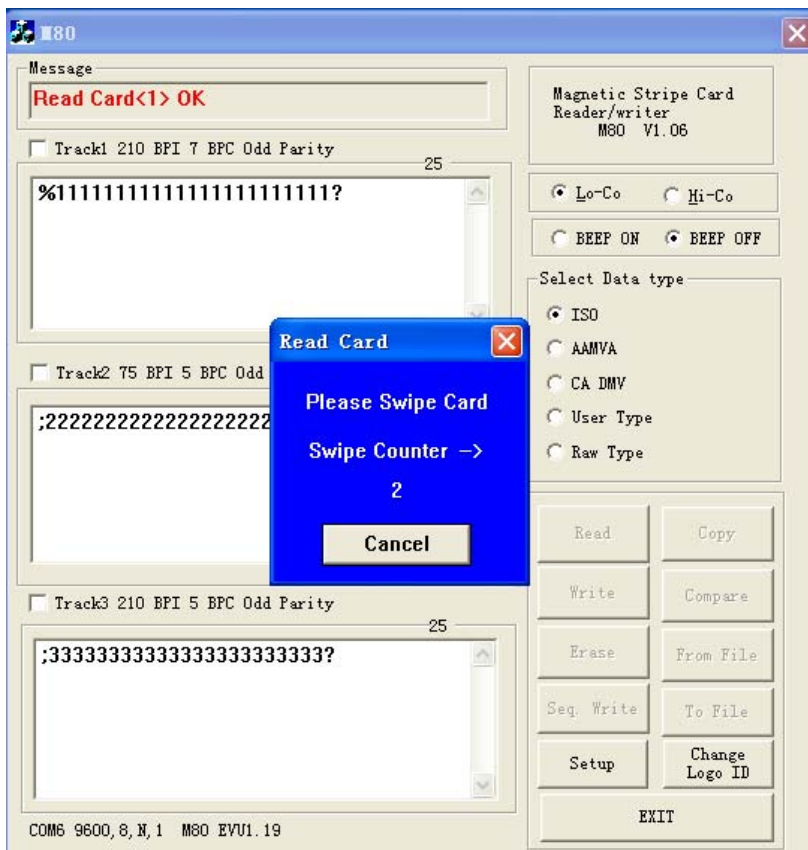 M80
Message
Read Card<1> OK
Magnetic Stripe Card
Reader/writer
M80 V1.06
Track1 210 BPI 7 BPC Odd Parity
25
%11111111111111111111111?
Lo-Co
Hi-Co
BEEP ON
BEEP OFF
Select Data type
ISO
AAMVA
CA DMV
User Type
Raw Type
Track2 75 BPI 5 BPC Odd
;2222222222222222222222
Read Card
Please Swipe Card
Swipe Counter -->
2
Cancel
Read
Copy
Write
Compare
Erase
From File
Seq. Write
To File
Setup
Change
Logo ID
EXIT
Track3 210 BPI 5 BPC Odd Parity
25
;33333333333333333333333?
COM6 9600,8,N,1 M80 EVU1.19